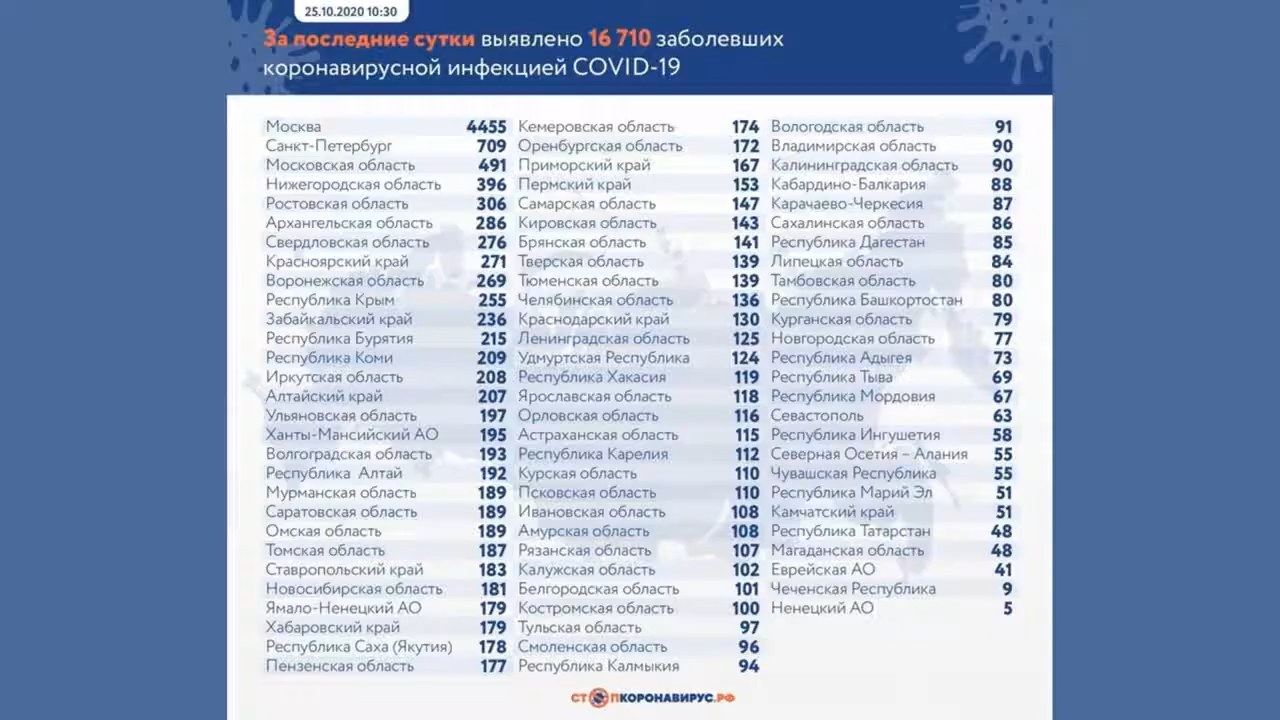 25.10.2020 10:30
За последние сутки выявлено 16 710 заболевших
коронавирусной инфекцией COVID-19
Москва 4455
Санкт-Петербург 709
Московская область 491
Нижегородская область 396
Ростовская область 306
Архангельская область 286
Свердловская область 276
Красноярский край 271
Воронежская область 269
Республика Крым 255
Забайкальский край 236
Республика Бурятия 215
Республика Коми 209
Иркутская область 208
Алтайский край 207
Ульяновская область 197
Ханты-Мансийский АО 195
Волгоградская область 193
Республика Алтай 192
Мурманская область 189
Саратовская область 189
Омская область 189
Томская область 187
Ставропольский край 183
Новосибирская область 181
Ямало-Ненецкий АО 179
Хабаровский край 179
Республика Саха (Якутия) 178
Пензенская область 177
Кемеровская область 174
Оренбургская область 172
Приморский край 167
Пермский край 153
Самарская область 147
Кировская область 143
Брянская область 141
Тверская область 139
Тюменская область 139
Челябинская область 136
Краснодарский край 130
Ленинградская область 125
Удмуртская Республика 124
Республика Хакасия 119
Ярославская область 118
Орловская область 116
Астраханская область 115
Республика Карелия 112
Курская область 110
Псковская область 110
Ивановская область 108
Амурская область 108
Рязанская область 107
Калужская область 102
Белгородская область 101
Костромская область 100
Тульская область 97
Смоленская область 96
Республика Калмыкия 94
Вологодская область 91
Владимирская область 90
Калининградская область 90
Кабардино-Балкария 88
Карачаево-Черкесия 87
Сахалинская область 86
Республика Дагестан 85
Липецкая область 84
Тамбовская область 80
Республика Башкортостан 80
Курганская область 79
Новгородская область 77
Республика Адыгея 73
Республика Тыва 69
Республика Мордовия 67
Севастополь 63
Республика Ингушетия 58
Северная Осетия – Алания 55
Чувашская Республика 55
Республика Марий Эл 51
Камчатский край 51
Республика Татарстан 48
Магаданская область 48
Еврейская АО 41
Чеченская Республика 9
Ненецкий АО 5
СТОПКОРОНАВИРУС.РФ